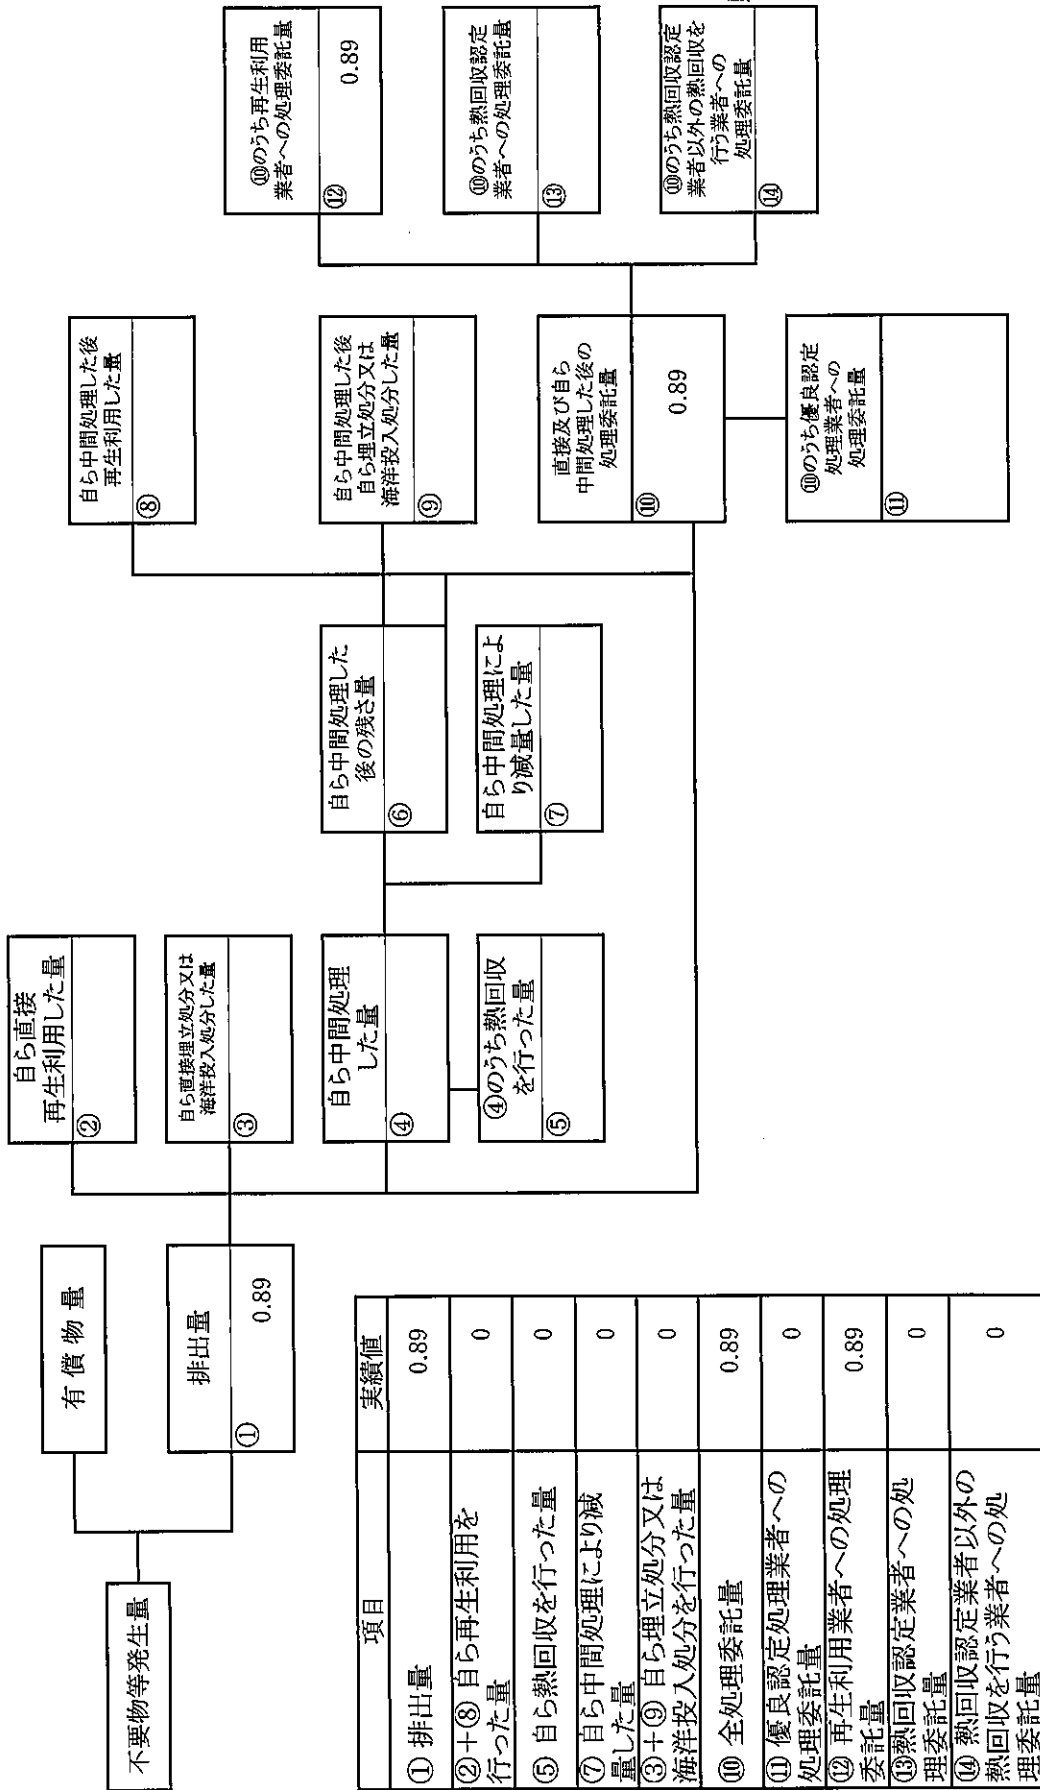 不要物等発生量
有償物量
排出量
①
0.89
自ら直接
再生利用した量
②
自ら直接埋立処分又は
海洋投入処分した量
③
自ら中間処理
した量
④
④のうち熱回収
を行った量
⑤
自ら中間処理した
後の残さ量
⑥
自ら中間処理によ
り減量した量
⑦
自ら中間処理した後
再生利用した量
⑧
自ら中間処理した後
自ら埋立処分又は
海洋投入処分した量
⑨
直接及び自ら
中間処理した後の
処理委託量
⑩
0.89
⑩のうち優良認定
処理業者への
処理委託量
⑪
⑩のうち再生利用
業者への処理委託量
⑫
0.89
⑩のうち熱回収認定
業者への処理委託量
⑬
⑩のうち熱回収認定
業者以外の熱回収を
行う業者への
処理委託量
⑭
項目 実績値
① 排出量 0.89
②+⑧ 自ら再生利用を
行った量 0
⑤ 自ら熱回収を行った量 0
⑦ 自ら中間処理により減
量した量 0
③+⑨ 自ら埋立処分又は
海洋投入処分を行った量 0
⑩ 全処理委託量 0.89
⑪ 優良認定処理業者への
処理委託量 0
⑫ 再生利用業者への処理
委託量 0.89
⑬熱回収認定業者への処
理委託量 0
⑭ 熱回収認定業者以外の
熱回収を行う業者への処
理委託量 0